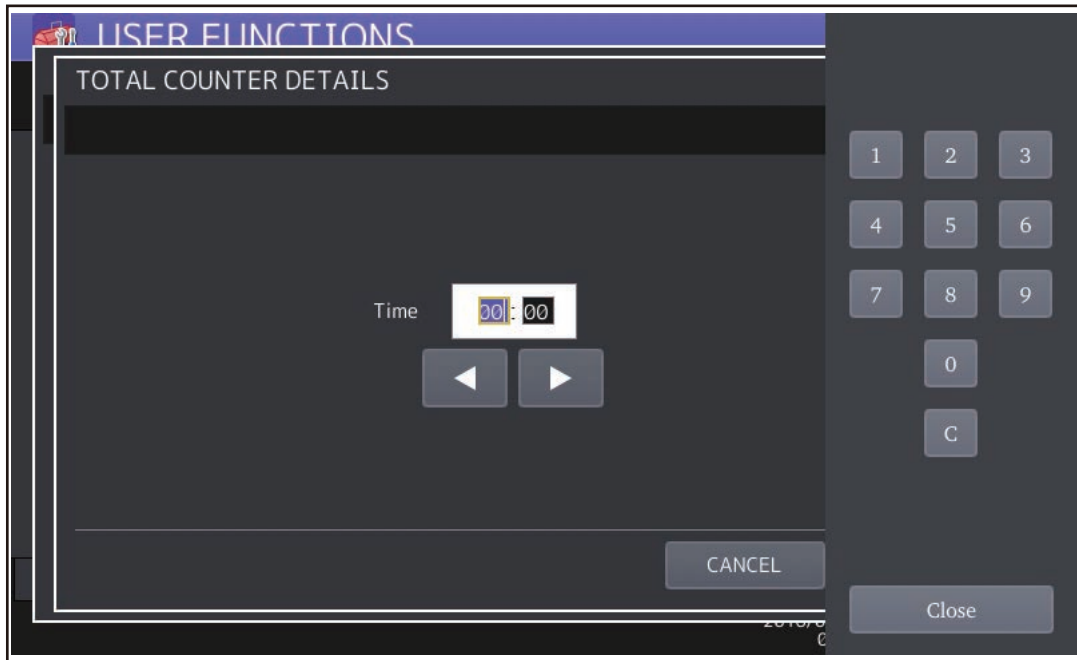 USER FUNCTIONS
TOTAL COUNTER DETAILS
Time 00:00
CANCEL
1 2 3
4 5 6
7 8 9
0
C
Close